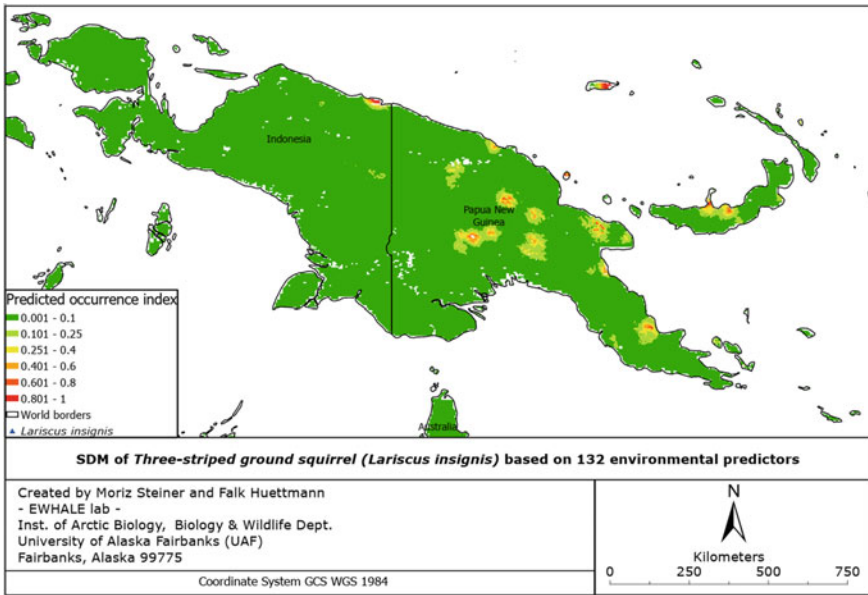 Indonesia
Papua New
Guinea
Australia
Predicted occurrence index
0.001 - 0.1
0.101 - 0.25
0.251 - 0.4
0.401 - 0.6
0.601 - 0.8
0.801 - 1
World borders
Lariscus insignis
SDM of Three-striped ground squirrel (Lariscus insignis) based on 132 environmental predictors
Created by Moriz Steiner and Falk Huettmann
- EWHALE lab -
Inst. of Arctic Biology, Biology & Wildlife Dept.
University of Alaska Fairbanks (UAF)
Fairbanks, Alaska 99775
Coordinate System GCS WGS 1984
N
Kilometers
0 250 500 750